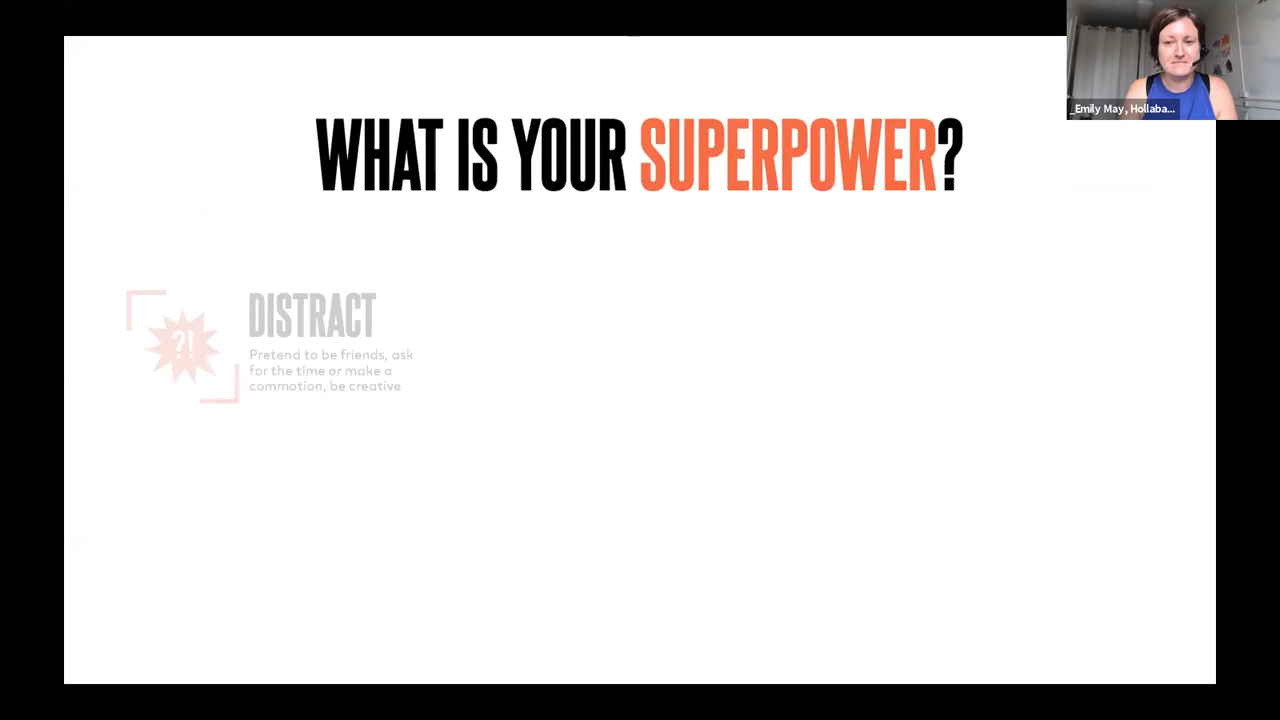 _Emily May, Hollaba...
WHAT IS YOUR SUPERPOWER?
?!
DISTRACT
Pretend to be friends, ask
for the time or make a
commotion, be creative